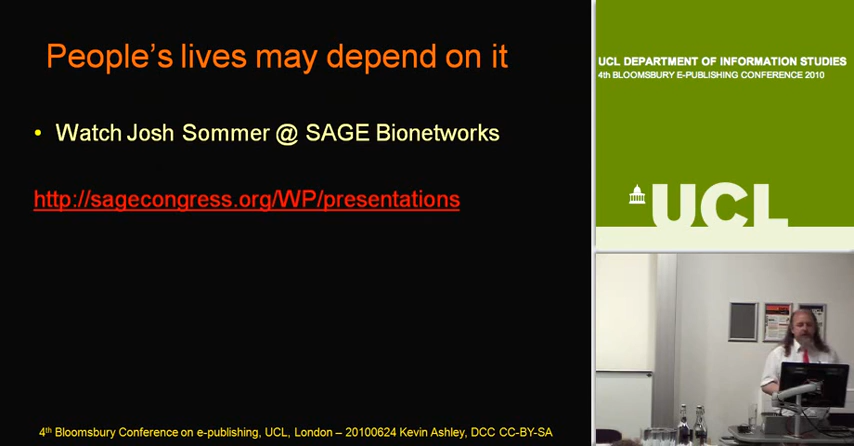 People's lives may depend on it
• Watch Josh Sommer @ SAGE Bionetworks
http://sagecongress.org/WP/presentations
4th Bloomsbury Conference on e-publishing, UCL, London – 20100624 Kevin Ashley, DCC CC-BY-SA
UCL DEPARTMENT OF INFORMATION STUDIES
4th BLOOMSBURY E-PUBLISHING CONFERENCE 2010
UCL